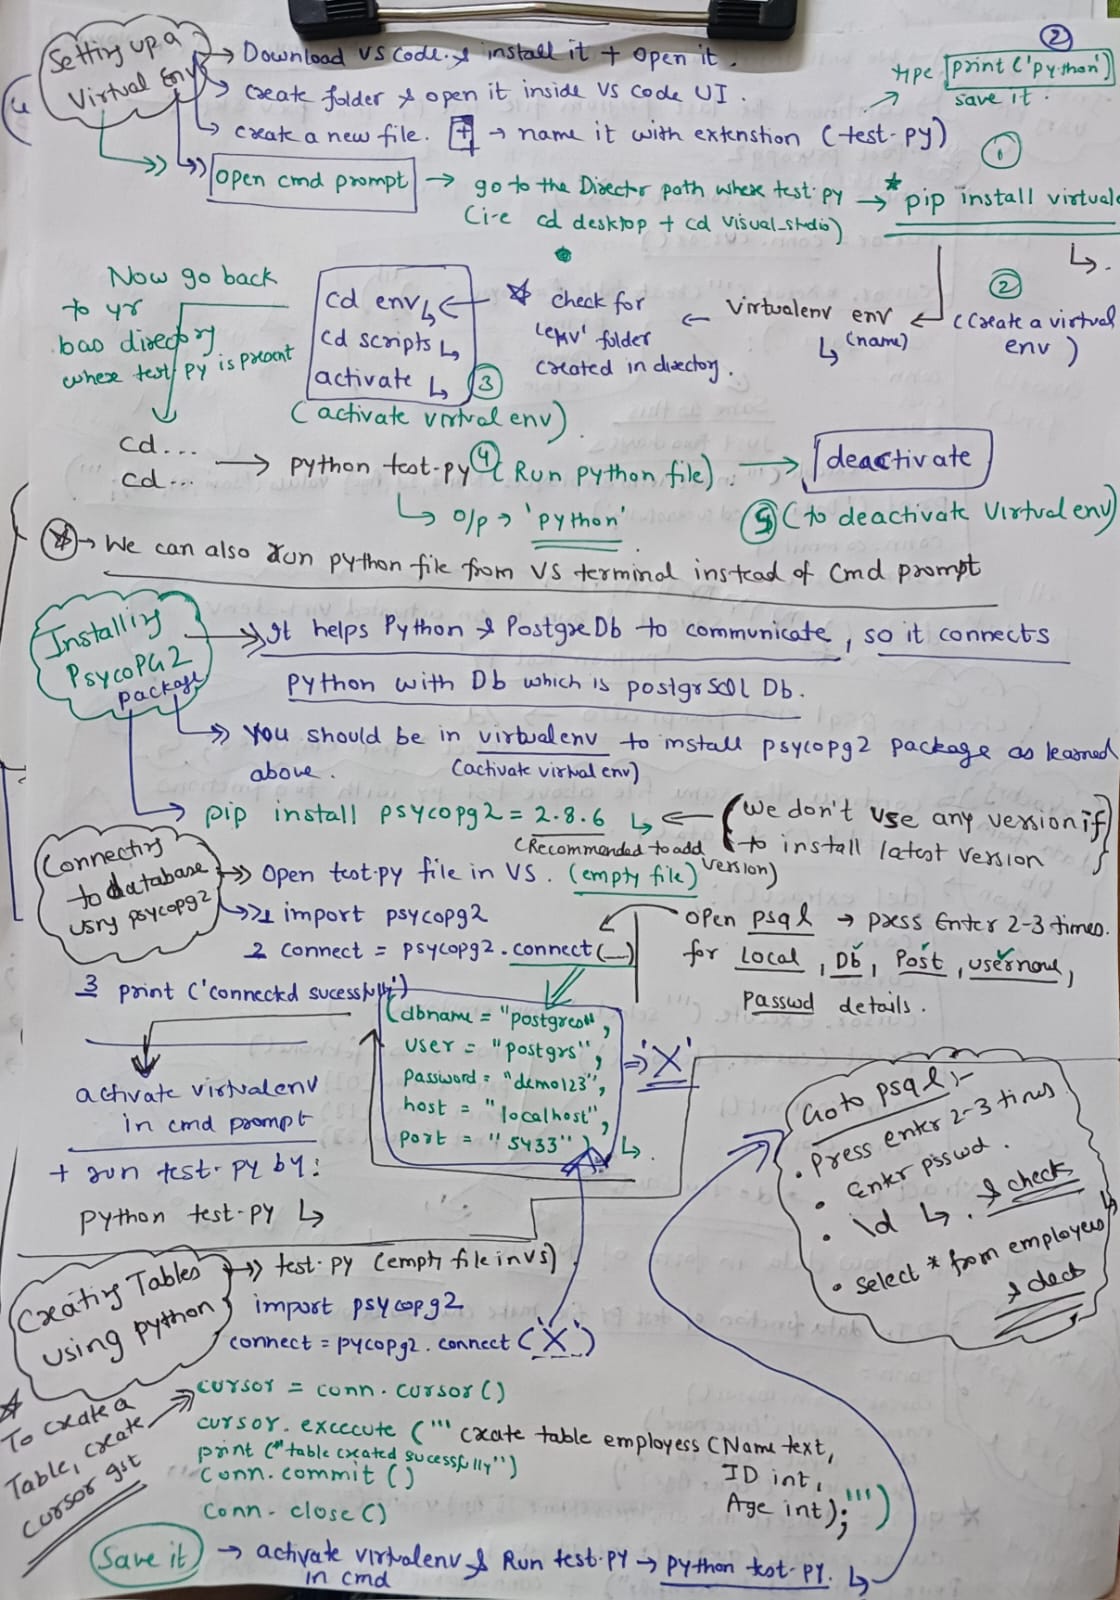 2
Setting up a
Virtual Env
→ Download VS Code & install it + open it.
→ create folder & open it inside VS code UI.
→ create a new file. [+] → name it with extenstion (test.py)
type print('python')
save it.
open cmd prompt → go to the Director path where test.py →
(i.e cd desktop + cd visual_studio)
1
* pip install virtuale
2
(Create a virtual
env)
virtualenv env
(name)
☆ check for
'env' folder
created in directory.
cd env
cd scripts
activate
3
(activate virtual env)
Now go back
to yr
directory
where test.py is present
cd...
cd...
→ python test.py 4 (Run python file). → deactivate
→ o/p → 'python'
5 (to deactivate Virtual env)
☆ → We can also run python file from VS terminal instead of Cmd prompt
Installing
PsycoPG2
package
→ It helps Python & Postgre Db to communicate, so it connects
python with Db which is postgrSQL Db.
→ You should be in virtualenv to install psycopg2 package as learned
above. (activate virtual env)
→ pip install psycopg2 = 2.8.6 ← (we don't use any version if
to install latest version)
(Recommended to add
version)
Connecting
to database
using psycopg2
→ Open test.py file in VS. (empty file)
→ 1 import psycopg2
2 connect = psycopg2.connect(__)
3 print ('connected sucessfully')
open psql → press Enter 2-3 times.
for Local, Db, Post, username,
passwd details.
(dbname = "postgres",
user = "postgrs",
password = "demo123",
host = "localhost",
port = "5433")
⇒ 'X'
activate virtualenv
in cmd prompt
+ run test.py by:
python test.py
Goto psql :-
• press enter 2-3 times
• enter psswd.
• \d & check
• select * from employess
& check
Creating Tables
using python
→ test.py (empty file in VS)
import psycopg2
connect = pycopg2.connect('X')
☆
To create a
Table, create
cursor 1st
cursor = conn.cursor()
cursor.excecute (''' create table employess (Name text,
ID int,
Age int); ''')
print ("table created sucessfully")
Conn.commit()
Conn.close()
Save it → activate virtualenv & Run test.py → python test.py.
in cmd